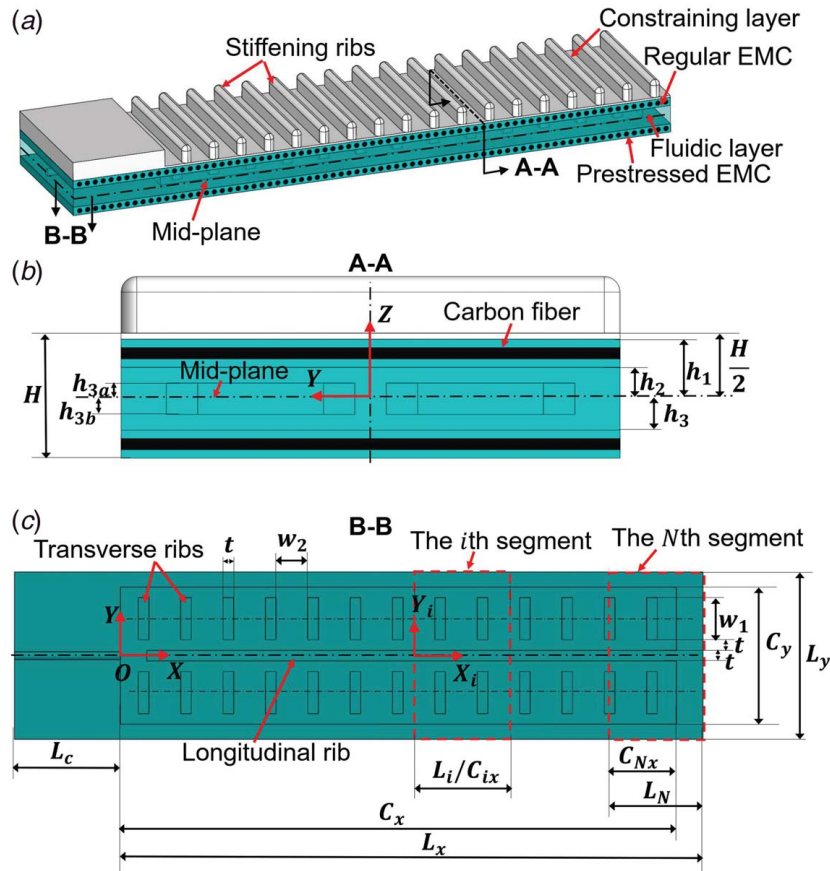 (a)
Constraining layer
Stiffening ribs
Regular EMC
A-A
Fluidic layer
Prestressed EMC
B-B
Mid-plane
(b)
A-A
Z
Carbon fiber
Mid-plane
H
h3a
h3b
Y
h2
h1
H/2
h3
(c)
B-B
Transverse ribs
t
w2
The ith segment
The Nth segment
Y
Yi
w1
t
t
Cy
Ly
O
X
Xi
Longitudinal rib
Lc
Li/Cix
CNx
LN
Cx
Lx